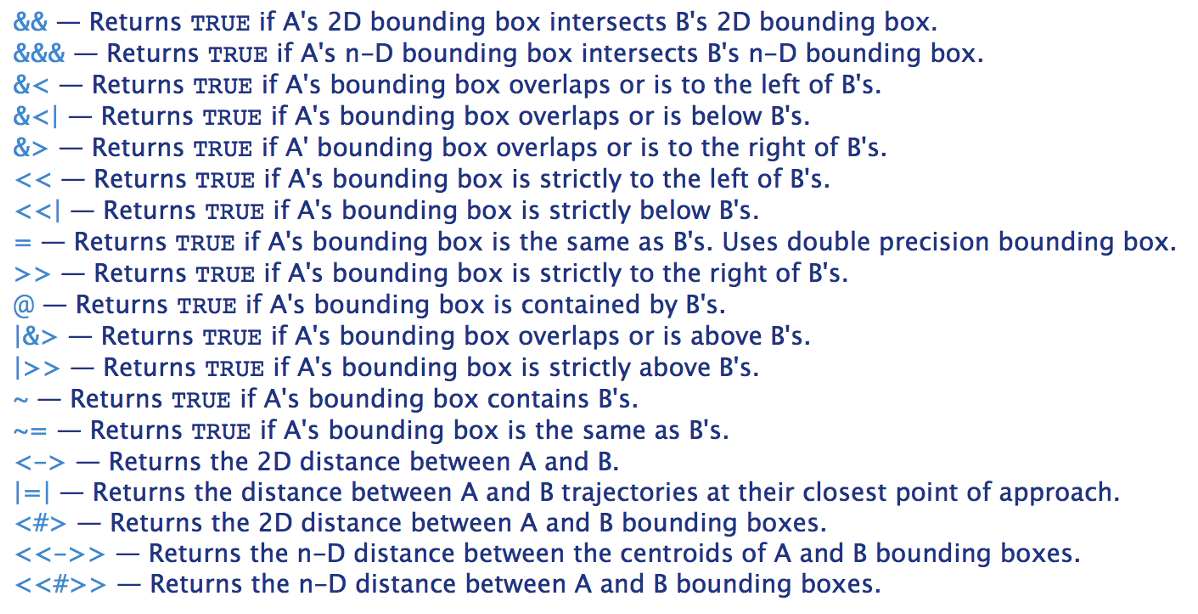 && — Returns TRUE if A's 2D bounding box intersects B's 2D bounding box.
&&& — Returns TRUE if A's n-D bounding box intersects B's n-D bounding box.
&< — Returns TRUE if A's bounding box overlaps or is to the left of B's.
&<| — Returns TRUE if A's bounding box overlaps or is below B's.
&> — Returns TRUE if A' bounding box overlaps or is to the right of B's.
<< — Returns TRUE if A's bounding box is strictly to the left of B's.
<<| — Returns TRUE if A's bounding box is strictly below B's.
= — Returns TRUE if A's bounding box is the same as B's. Uses double precision bounding box.
>> — Returns TRUE if A's bounding box is strictly to the right of B's.
@ — Returns TRUE if A's bounding box is contained by B's.
|&> — Returns TRUE if A's bounding box overlaps or is above B's.
|>> — Returns TRUE if A's bounding box is strictly above B's.
~ — Returns TRUE if A's bounding box contains B's.
~= — Returns TRUE if A's bounding box is the same as B's.
<-> — Returns the 2D distance between A and B.
|=| — Returns the distance between A and B trajectories at their closest point of approach.
<#> — Returns the 2D distance between A and B bounding boxes.
<<->> — Returns the n-D distance between the centroids of A and B bounding boxes.
<<#>> — Returns the n-D distance between A and B bounding boxes.